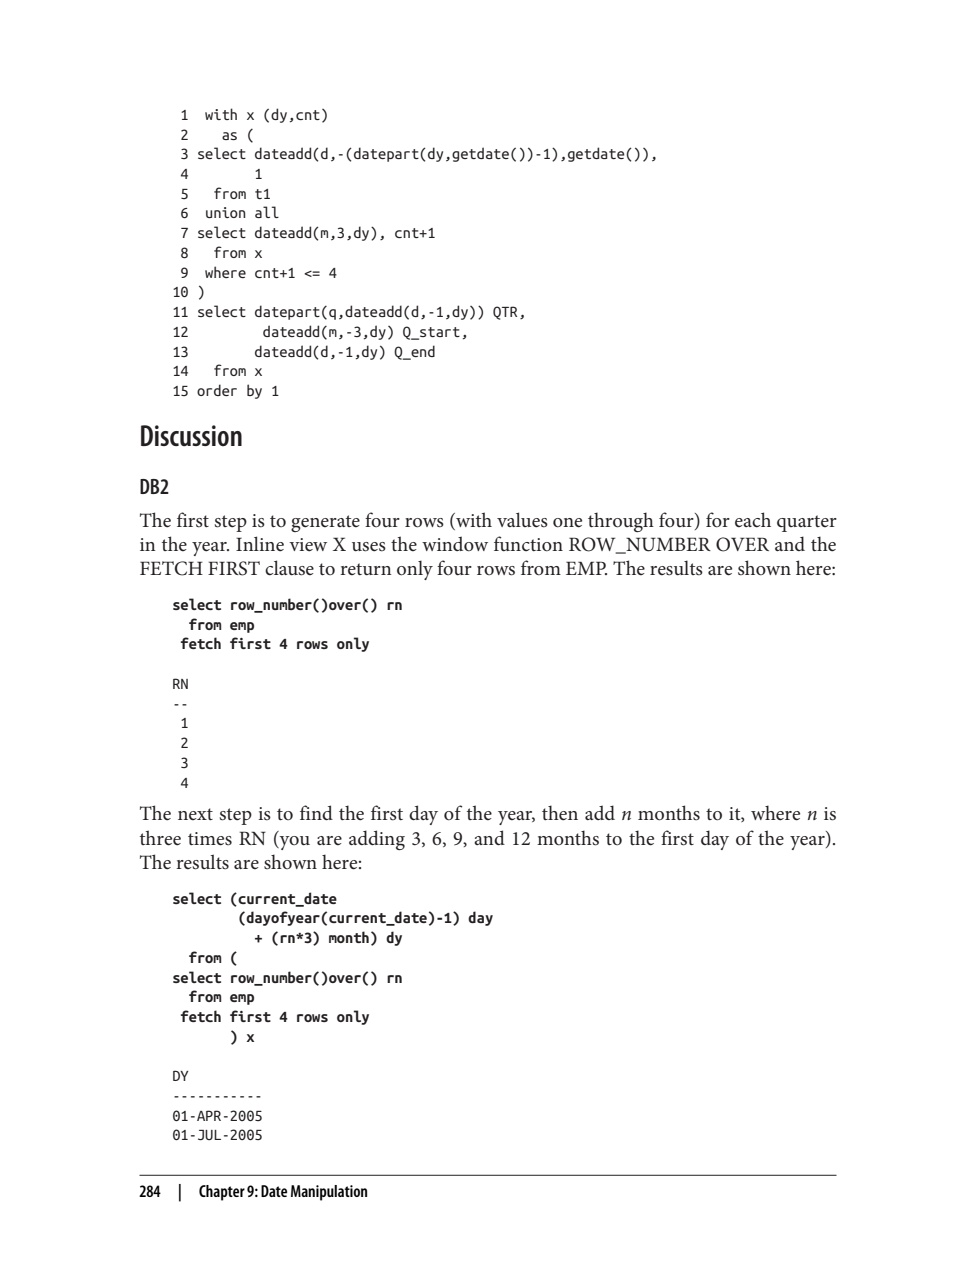 1  with x (dy,cnt)
2    as (
3 select dateadd(d,-(datepart(dy,getdate())-1),getdate()),
4        1
5   from t1
6  union all
7 select dateadd(m,3,dy), cnt+1
8   from x
9  where cnt+1 <= 4
10 )
11 select datepart(q,dateadd(d,-1,dy)) QTR,
12         dateadd(m,-3,dy) Q_start,
13        dateadd(d,-1,dy) Q_end
14   from x
15 order by 1
Discussion
DB2
The first step is to generate four rows (with values one through four) for each quarter
in the year. Inline view X uses the window function ROW_NUMBER OVER and the
FETCH FIRST clause to return only four rows from EMP. The results are shown here:
select row_number()over() rn
  from emp
 fetch first 4 rows only
RN
--
 1
 2
 3
 4
The next step is to find the first day of the year, then add n months to it, where n is
three times RN (you are adding 3, 6, 9, and 12 months to the first day of the year).
The results are shown here:
select (current_date
        (dayofyear(current_date)-1) day
          + (rn*3) month) dy
  from (
select row_number()over() rn
  from emp
 fetch first 4 rows only
       ) x
DY
-----------
01-APR-2005
01-JUL-2005
284 | Chapter 9: Date Manipulation